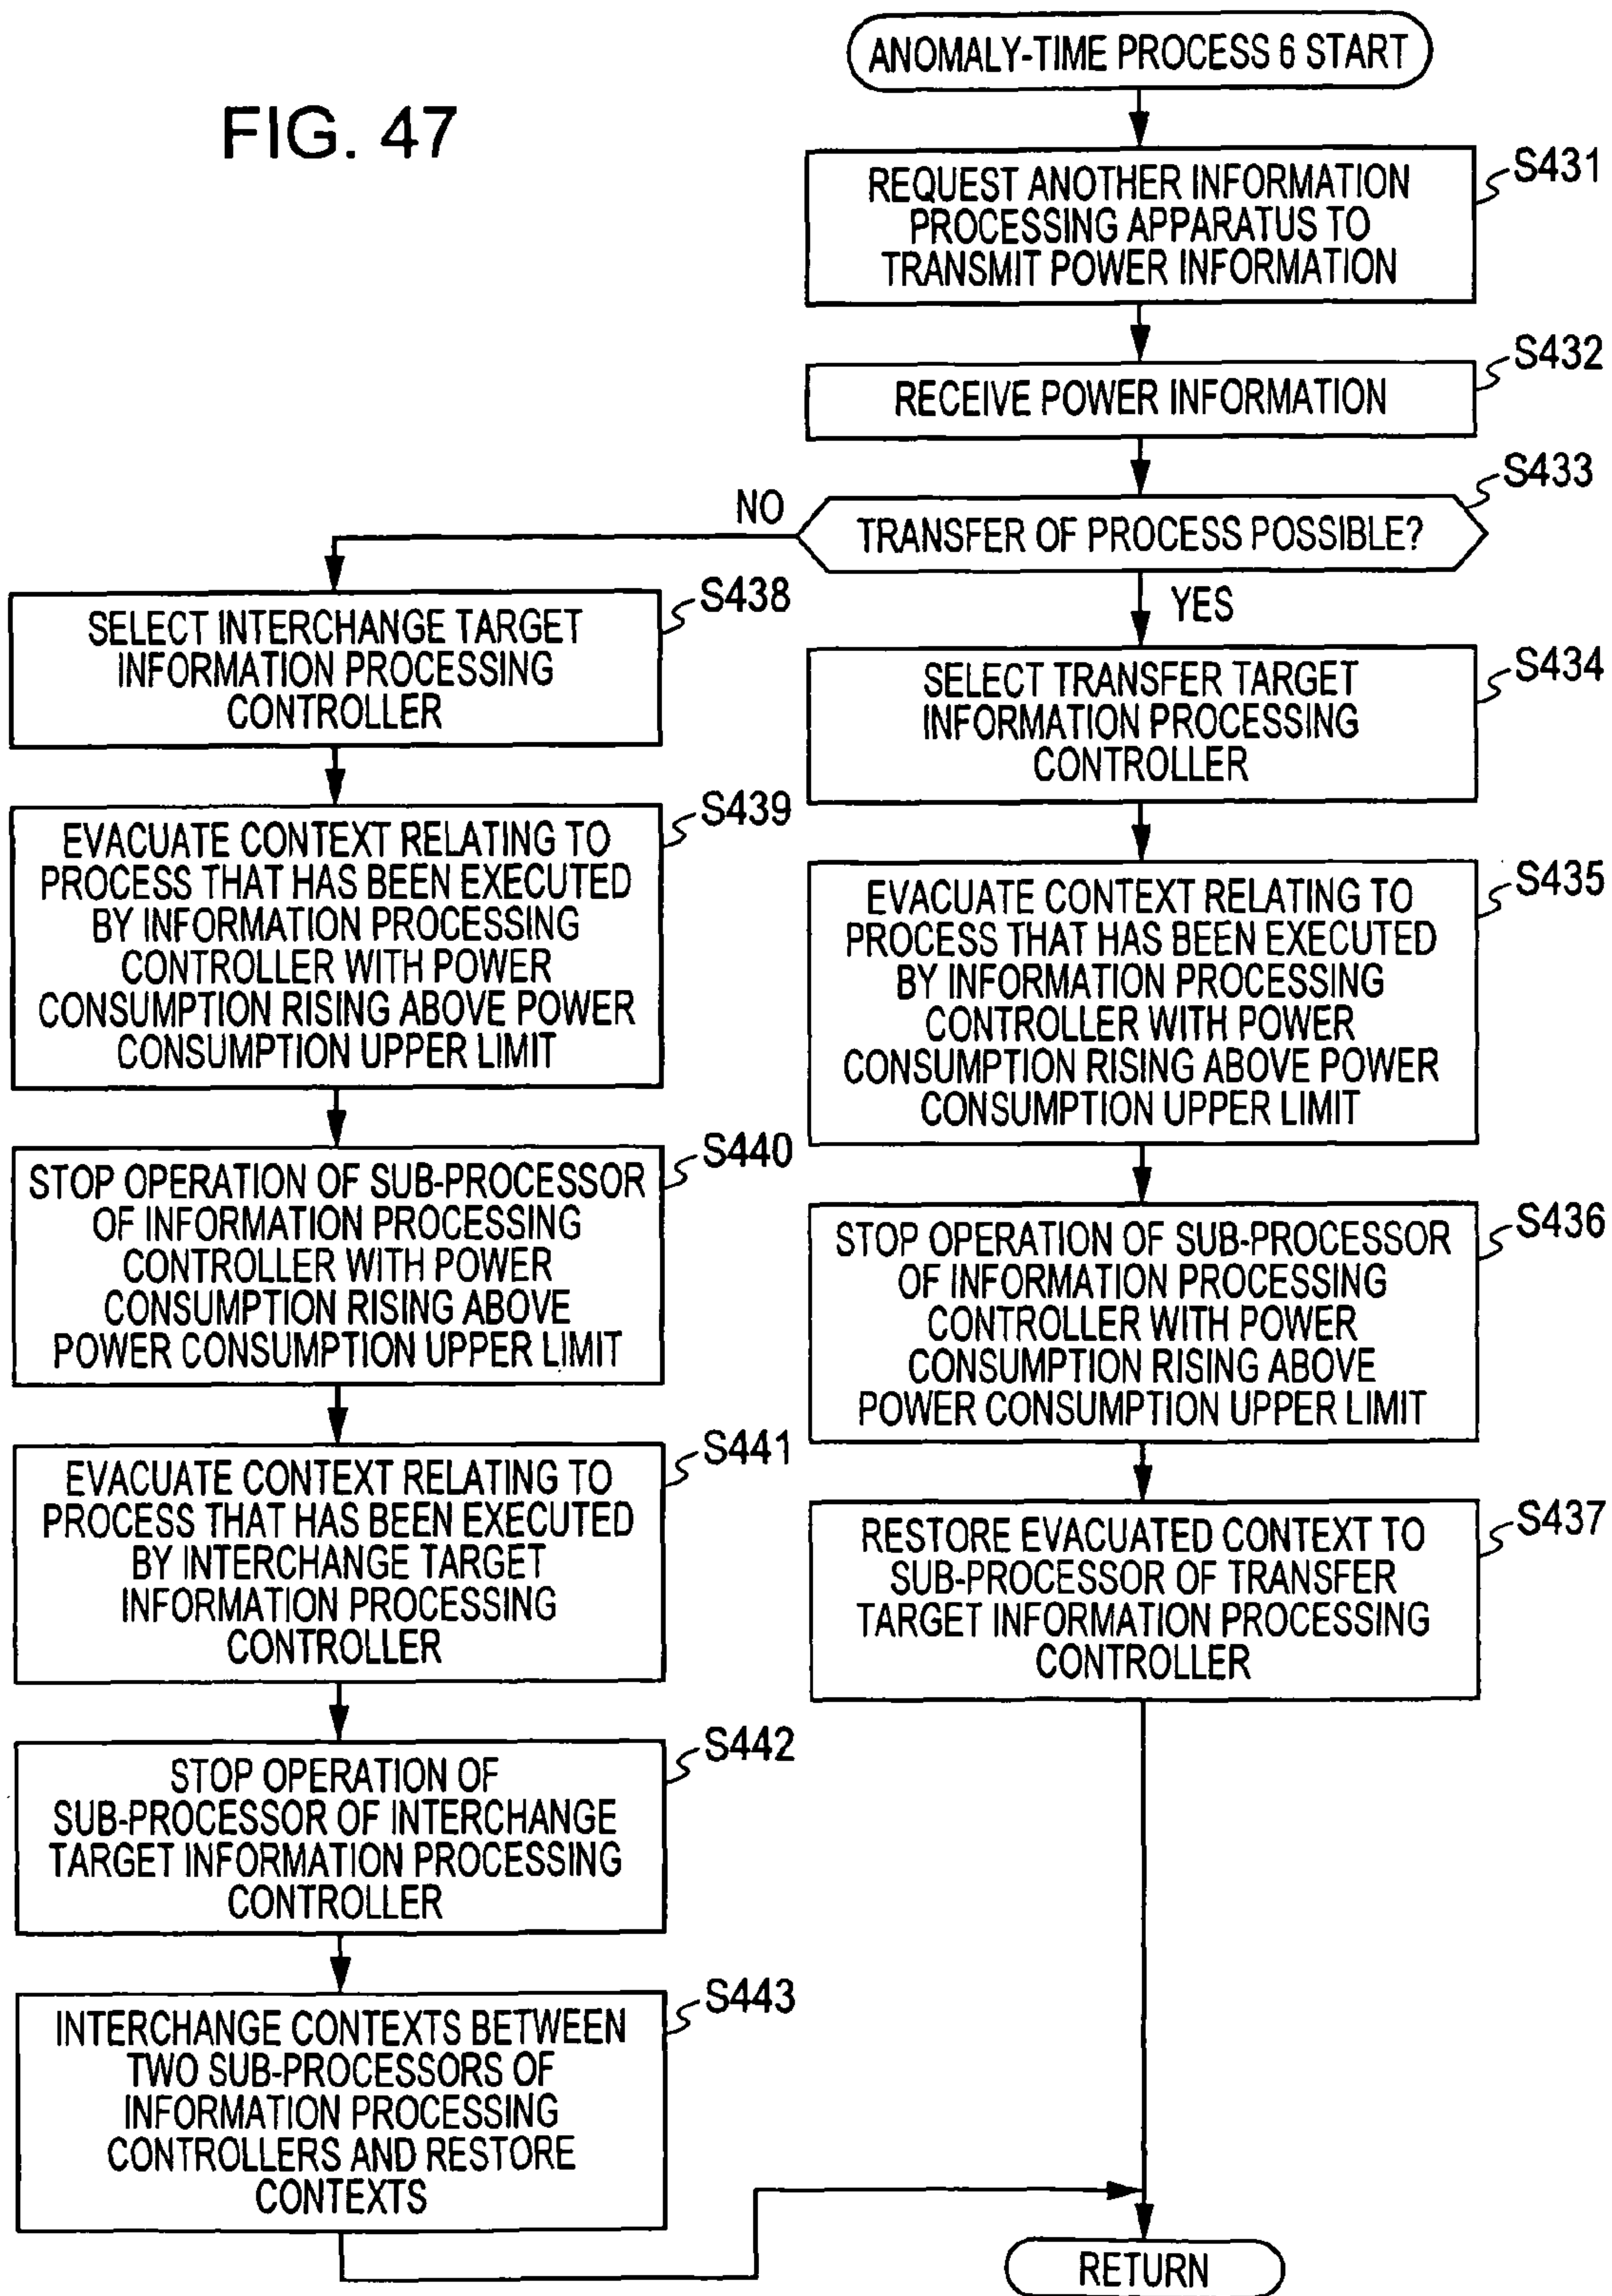 FIG. 47
ANOMALY-TIME PROCESS 6 START
S431
REQUEST ANOTHER INFORMATION
PROCESSING APPARATUS TO
TRANSMIT POWER INFORMATION
S432
RECEIVE POWER INFORMATION
S433
TRANSFER OF PROCESS POSSIBLE?
NO
YES
S434
SELECT TRANSFER TARGET
INFORMATION PROCESSING
CONTROLLER
S435
EVACUATE CONTEXT RELATING TO
PROCESS THAT HAS BEEN EXECUTED
BY INFORMATION PROCESSING
CONTROLLER WITH POWER
CONSUMPTION RISING ABOVE POWER
CONSUMPTION UPPER LIMIT
S436
STOP OPERATION OF SUB-PROCESSOR
OF INFORMATION PROCESSING
CONTROLLER WITH POWER
CONSUMPTION RISING ABOVE
POWER CONSUMPTION UPPER LIMIT
S437
RESTORE EVACUATED CONTEXT TO
SUB-PROCESSOR OF TRANSFER
TARGET INFORMATION PROCESSING
CONTROLLER
S438
SELECT INTERCHANGE TARGET
INFORMATION PROCESSING
CONTROLLER
S439
EVACUATE CONTEXT RELATING TO
PROCESS THAT HAS BEEN EXECUTED
BY INFORMATION PROCESSING
CONTROLLER WITH POWER
CONSUMPTION RISING ABOVE POWER
CONSUMPTION UPPER LIMIT
S440
STOP OPERATION OF SUB-PROCESSOR
OF INFORMATION PROCESSING
CONTROLLER WITH POWER
CONSUMPTION RISING ABOVE
POWER CONSUMPTION UPPER LIMIT
S441
EVACUATE CONTEXT RELATING TO
PROCESS THAT HAS BEEN EXECUTED
BY INTERCHANGE TARGET
INFORMATION PROCESSING
CONTROLLER
S442
STOP OPERATION OF
SUB-PROCESSOR OF INTERCHANGE
TARGET INFORMATION PROCESSING
CONTROLLER
S443
INTERCHANGE CONTEXTS BETWEEN
TWO SUB-PROCESSORS OF
INFORMATION PROCESSING
CONTROLLERS AND RESTORE
CONTEXTS
RETURN